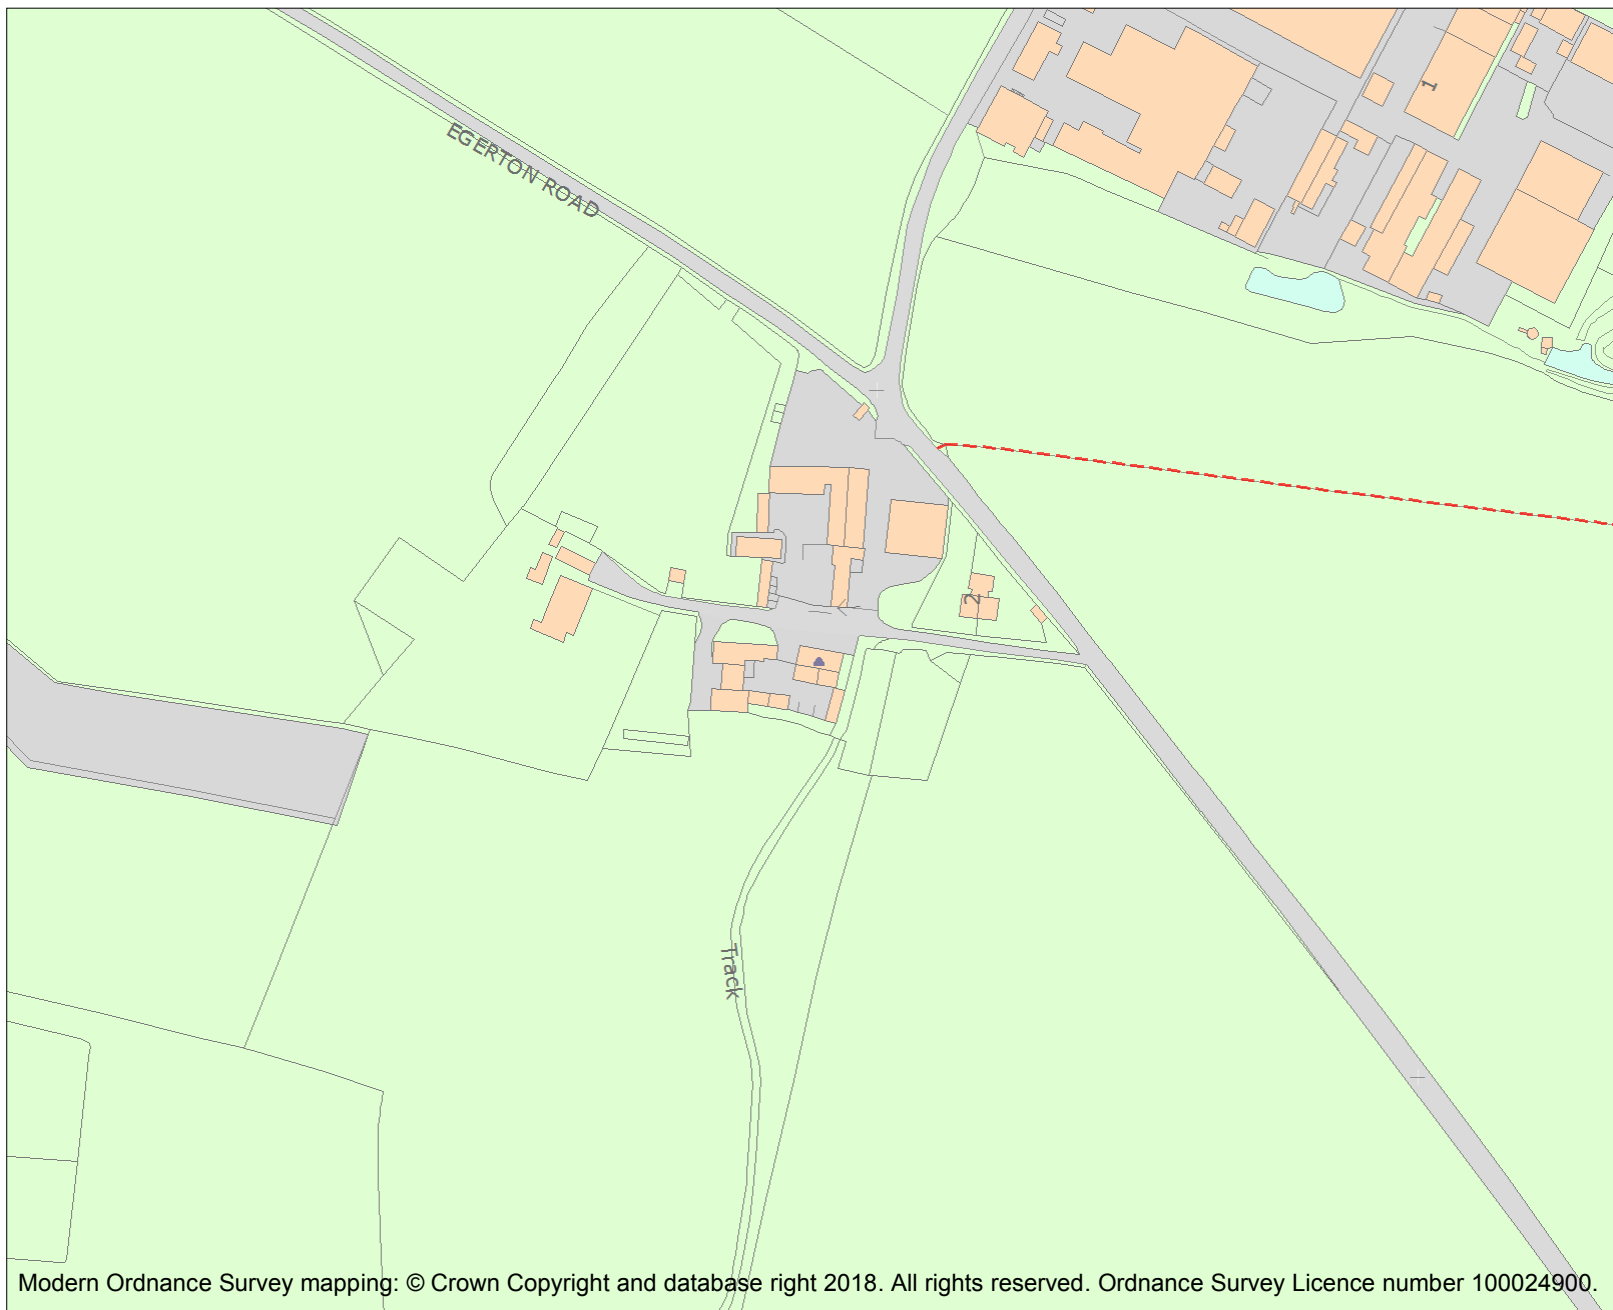 1
EGERTON ROAD
2
Track
Modern Ordnance Survey mapping: © Crown Copyright and database right 2018. All rights reserved. Ordnance Survey Licence number 100024900.